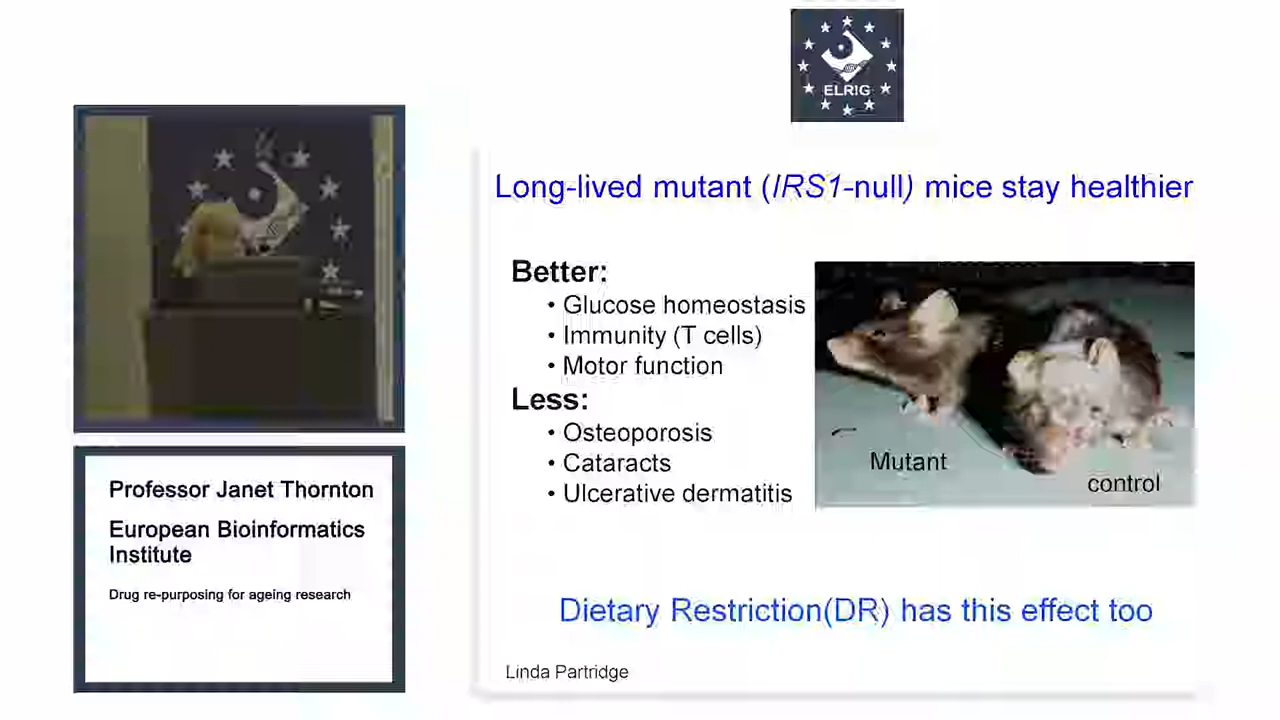 ELRIG
Long-lived mutant (IRS1-null) mice stay healthier
Better:
• Glucose homeostasis
• Immunity (T cells)
• Motor function
Less:
• Osteoporosis
• Cataracts
• Ulcerative dermatitis
Mutant
control
Dietary Restriction(DR) has this effect too
Linda Partridge
Professor Janet Thornton
European Bioinformatics
Institute
Drug re-purposing for ageing research